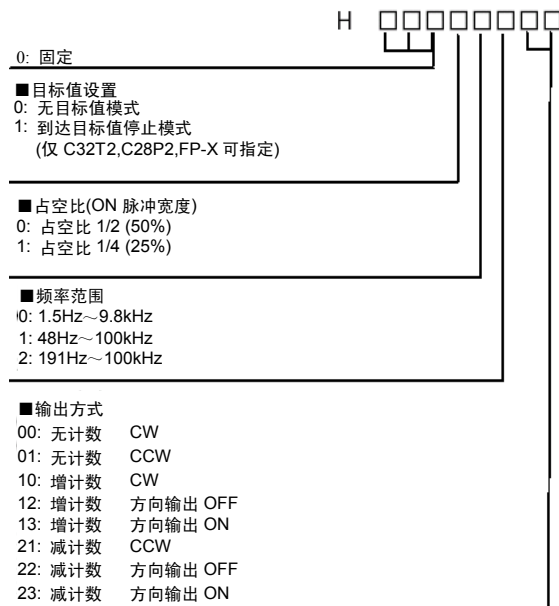 H □□□□□□□□
0: 固定
■目标值设置
0: 无目标值模式
1: 到达目标值停止模式
(仅 C32T2,C28P2,FP-X 可指定)
■占空比(ON 脉冲宽度)
0: 占空比 1/2 (50%)
1: 占空比 1/4 (25%)
■频率范围
0: 1.5Hz～9.8kHz
1: 48Hz～100kHz
2: 191Hz～100kHz
■输出方式
00: 无计数 CW
01: 无计数 CCW
10: 增计数 CW
12: 增计数 方向输出 OFF
13: 增计数 方向输出 ON
21: 减计数 CCW
22: 减计数 方向输出 OFF
23: 减计数 方向输出 ON